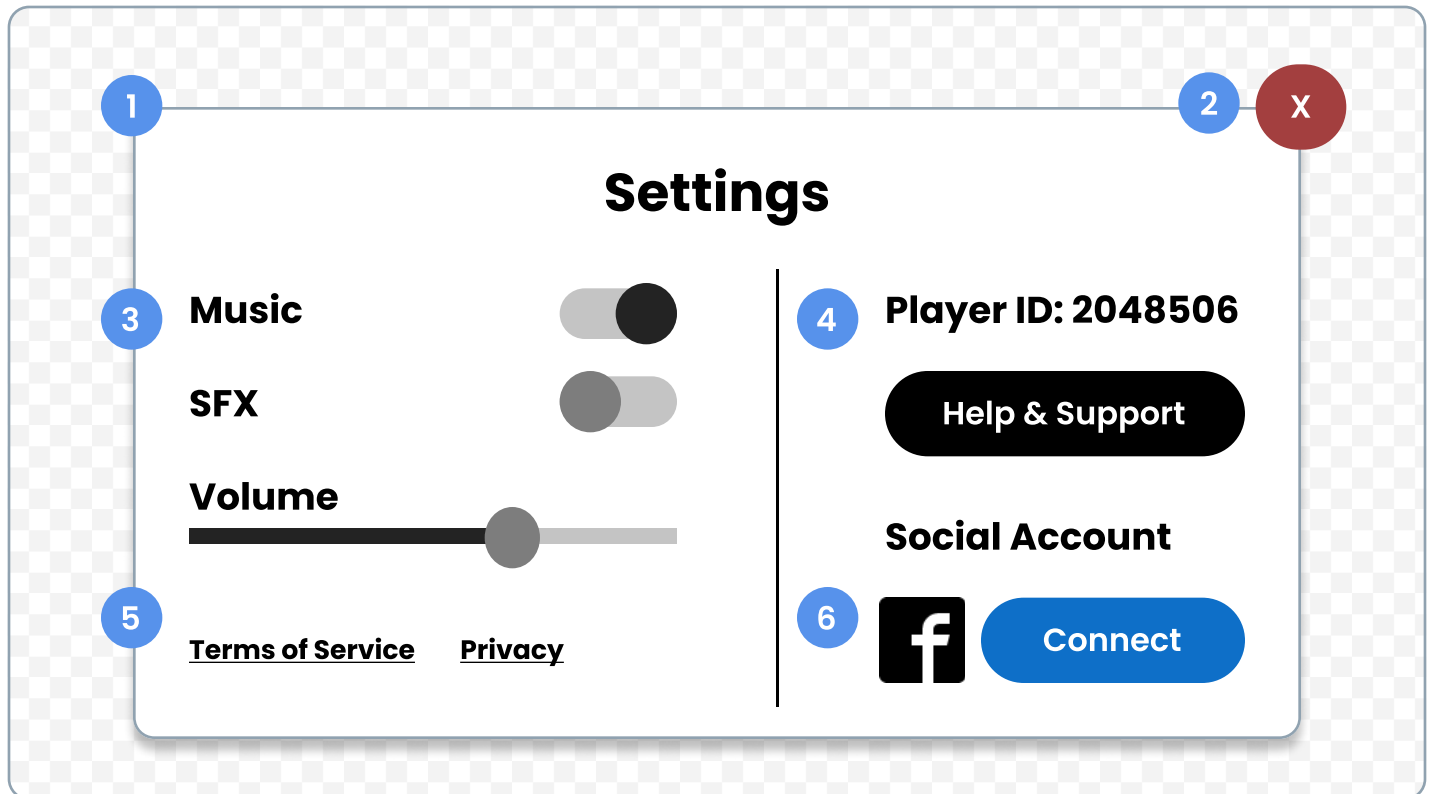 1
2
X
Settings
3
Music
SFX
Volume
5
Terms of Service Privacy
4
Player ID: 2048506
Help & Support
Social Account
6
f
Connect